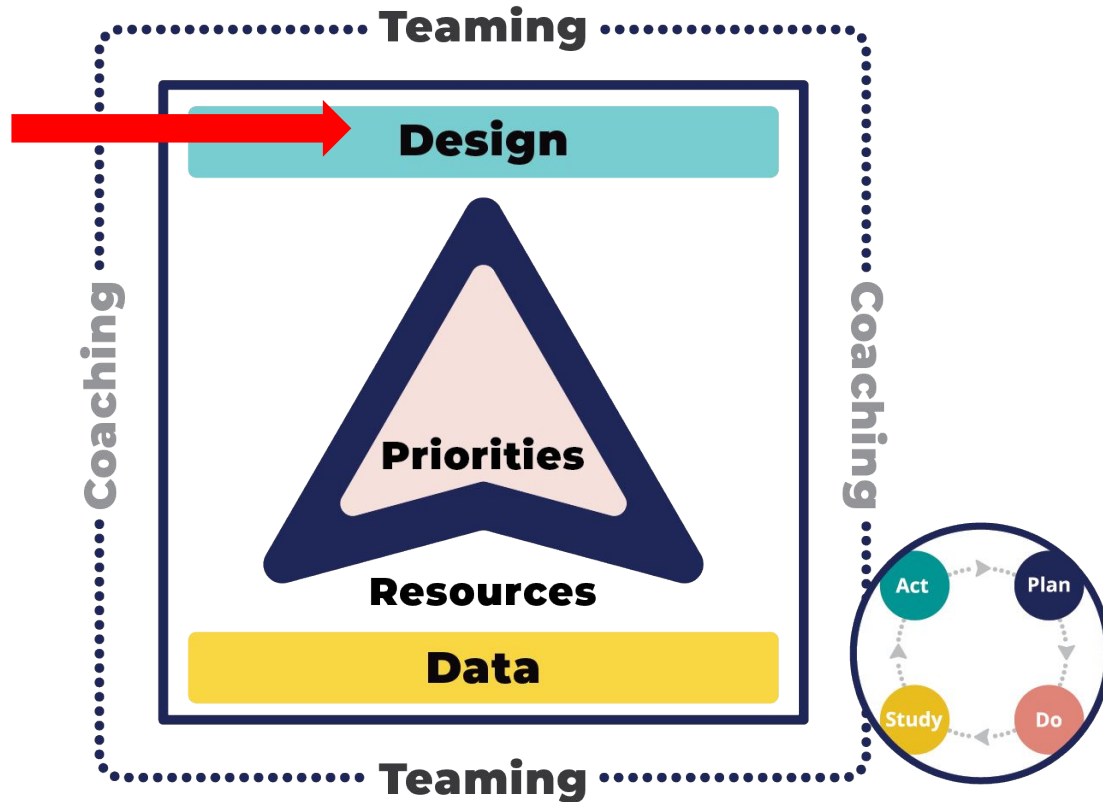 Teaming
Design
Coaching
Coaching
Priorities
Resources
Act
Plan
Data
Study
Do
Teaming